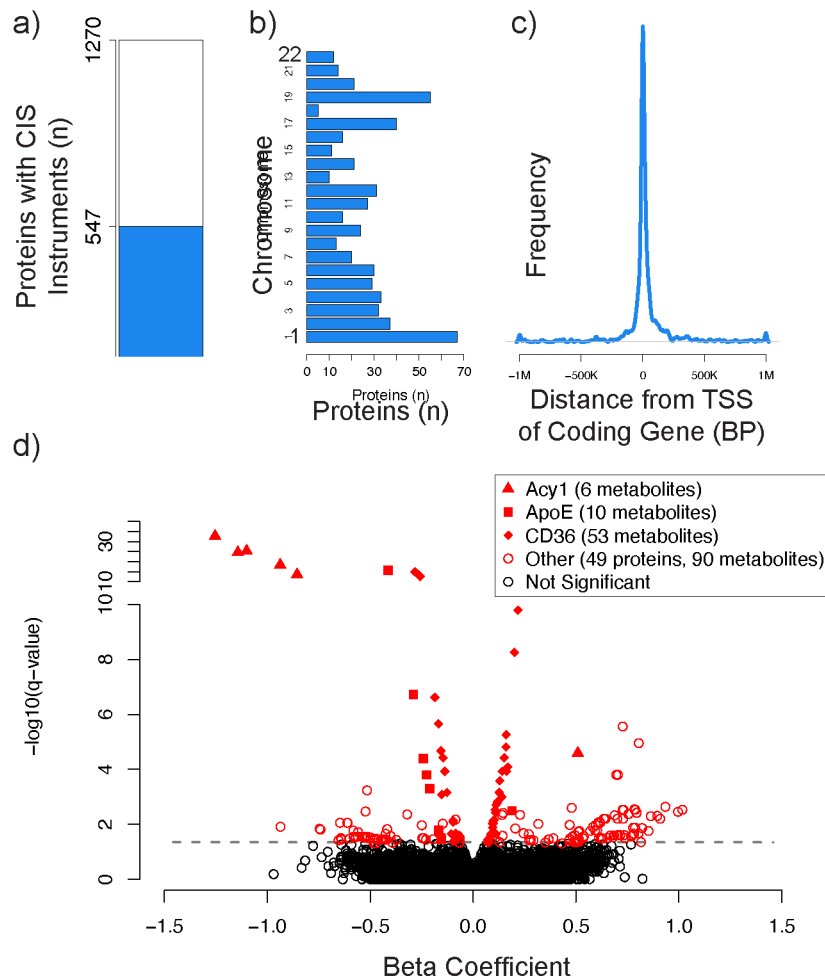 a)
1270
547
Proteins with CIS
Instruments (n)
b)
22
21
19
17
15
13
11
9
7
5
3
1
1
Chromosome
0 10 30 50 70
Proteins (n)
Proteins (n)
c)
Frequency
−1M −500K 0 500K 1M
Distance from TSS
of Coding Gene (BP)
d)
Acy1 (6 metabolites)
ApoE (10 metabolites)
CD36 (53 metabolites)
Other (49 proteins, 90 metabolites)
Not Significant
30
10
10
8
6
4
2
0
−log10(q−value)
−1.5 −1.0 −0.5 0.0 0.5 1.0 1.5
Beta Coefficient